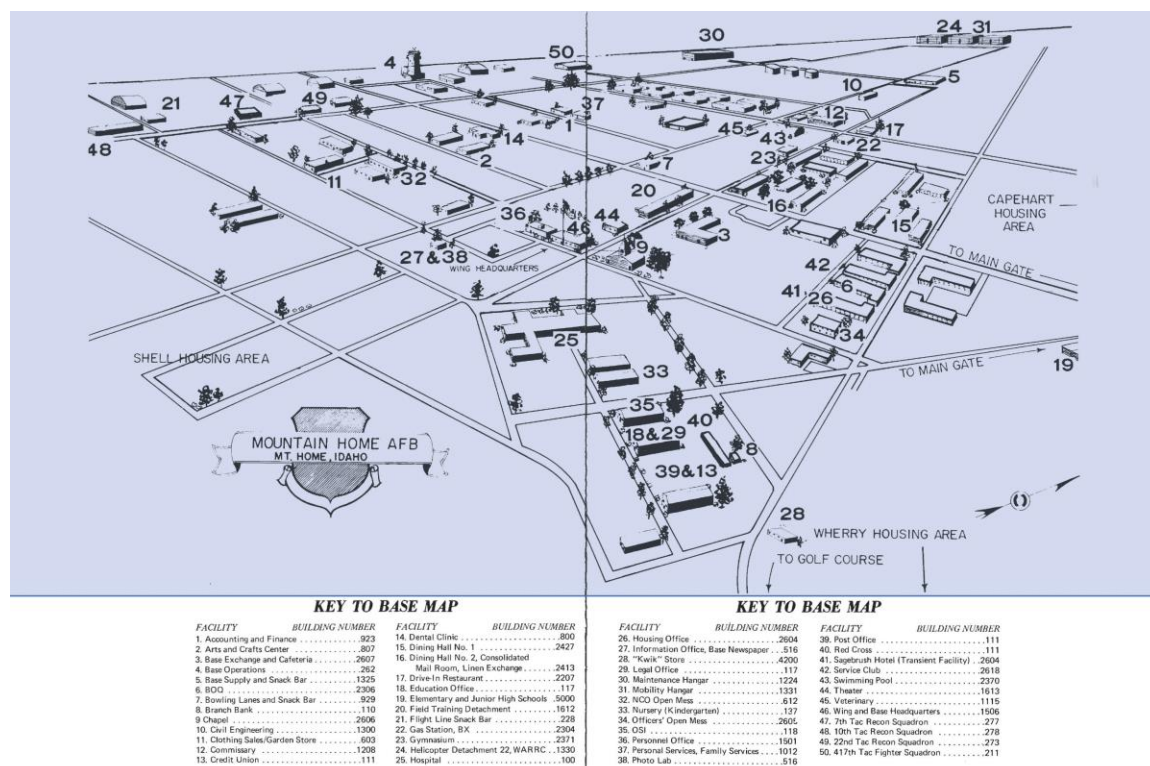 24 31
50
30
4
5
21
47
49
37
10
12
1
45
43
17
48
14
2
7
23
22
11
32
20
16
36
44
46
9
3
15
CAPEHART
HOUSING
AREA
27 & 38
WING HEADQUARTERS
TO MAIN GATE
42
6
41
26
34
25
SHELL HOUSING AREA
33
TO MAIN GATE
19
35
40
18 & 29
8
39 & 13
MOUNTAIN HOME AFB
MT. HOME, IDAHO
28
WHERRY HOUSING AREA
TO GOLF COURSE
KEY TO BASE MAP
FACILITY BUILDING NUMBER
1. Accounting and Finance .923
2. Arts and Crafts Center .807
3. Base Exchange and Cafeteria .2607
4. Base Operations .262
5. Base Supply and Snack Bar .1325
6. BOQ .2306
7. Bowling Lanes and Snack Bar .929
8. Branch Bank .110
9 Chapel .2606
10. Civil Engineering .1300
11. Clothing Sales/Garden Store .603
12. Commissary .1208
13. Credit Union .111
FACILITY BUILDING NUMBER
14. Dental Clinic .800
15. Dining Hall No. 1 .2427
16. Dining Hall No. 2, Consolidated
Mail Room, Linen Exchange .2413
17. Drive-In Restaurant .2207
18. Education Office .117
19. Elementary and Junior High Schools .5000
20. Field Training Detachment .1612
21. Flight Line Snack Bar .228
22. Gas Station, BX .2304
23. Gymnasium .2371
24. Helicopter Detachment 22, WARRC .1330
25. Hospital .100
KEY TO BASE MAP
FACILITY BUILDING NUMBER
26. Housing Office .2604
27. Information Office, Base Newspaper .516
28. "Kwik" Store .4200
29. Legal Office .117
30. Maintenance Hangar .1224
31. Mobility Hangar .1331
32. NCO Open Mess .612
33. Nursery (Kindergarten) .137
34. Officers' Open Mess .2605
35. OSI .118
36. Personnel Office .1501
37. Personal Services, Family Services .1012
38. Photo Lab .516
FACILITY BUILDING NUMBER
39. Post Office .111
40. Red Cross .111
41. Sagebrush Hotel (Transient Facility) .2604
42. Service Club .2618
43. Swimming Pool .2370
44. Theater .1613
45. Veterinary .1115
46. Wing and Base Headquarters .1506
47. 7th Tac Recon Squadron .277
48. 10th Tac Recon Squadron .278
49. 22nd Tac Recon Squadron .273
50. 417th Tac Fighter Squadron .211